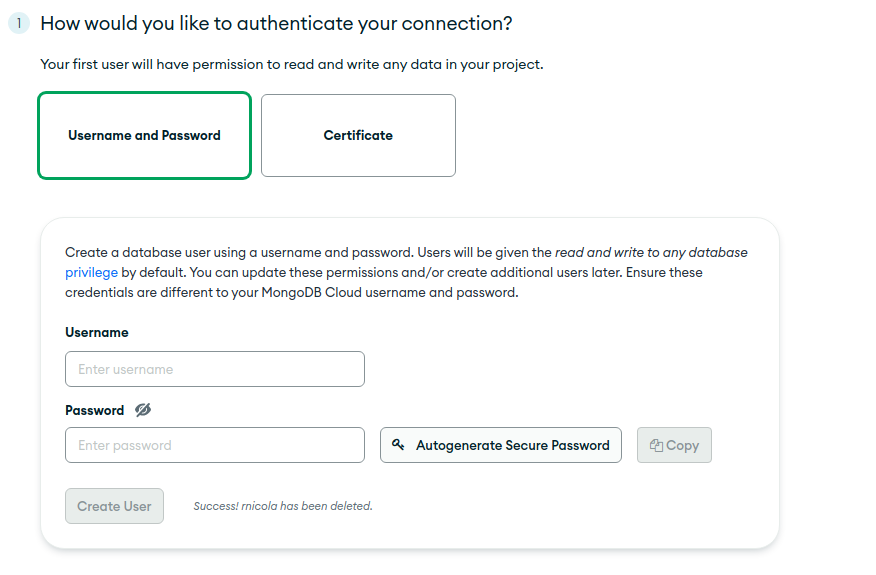 1 How would you like to authenticate your connection?
Your first user will have permission to read and write any data in your project.
Username and Password
Certificate
Create a database user using a username and password. Users will be given the read and write to any database
privilege by default. You can update these permissions and/or create additional users later. Ensure these
credentials are different to your MongoDB Cloud username and password.
Username
Enter username
Password
Enter password
Autogenerate Secure Password
Copy
Create User
Success! rnicola has been deleted.